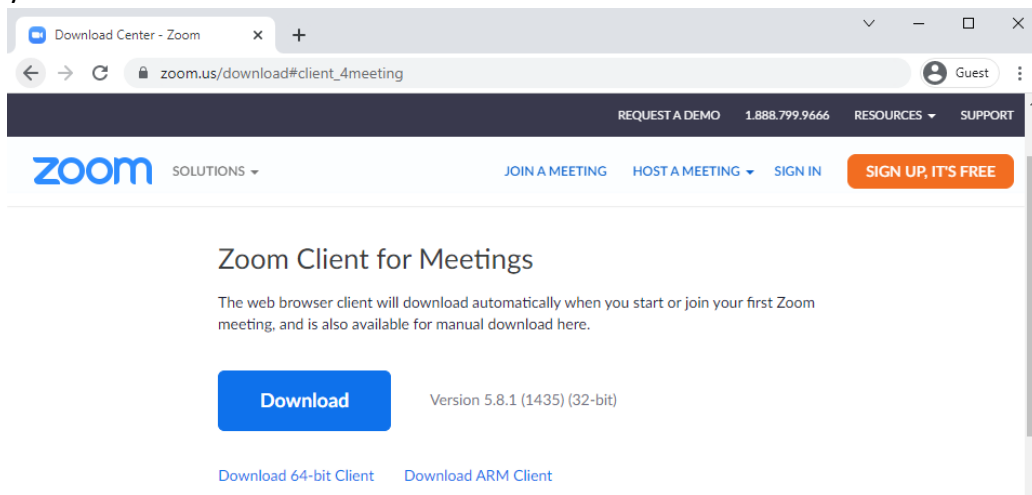 Download Center - Zoom
zoom.us/download#client_4meeting
Guest
REQUEST A DEMO 1.888.799.9666 RESOURCES SUPPORT
zoom SOLUTIONS JOIN A MEETING HOST A MEETING SIGN IN SIGN UP, IT'S FREE
Zoom Client for Meetings
The web browser client will download automatically when you start or join your first Zoom
meeting, and is also available for manual download here.
Download Version 5.8.1 (1435) (32-bit)
Download 64-bit Client Download ARM Client